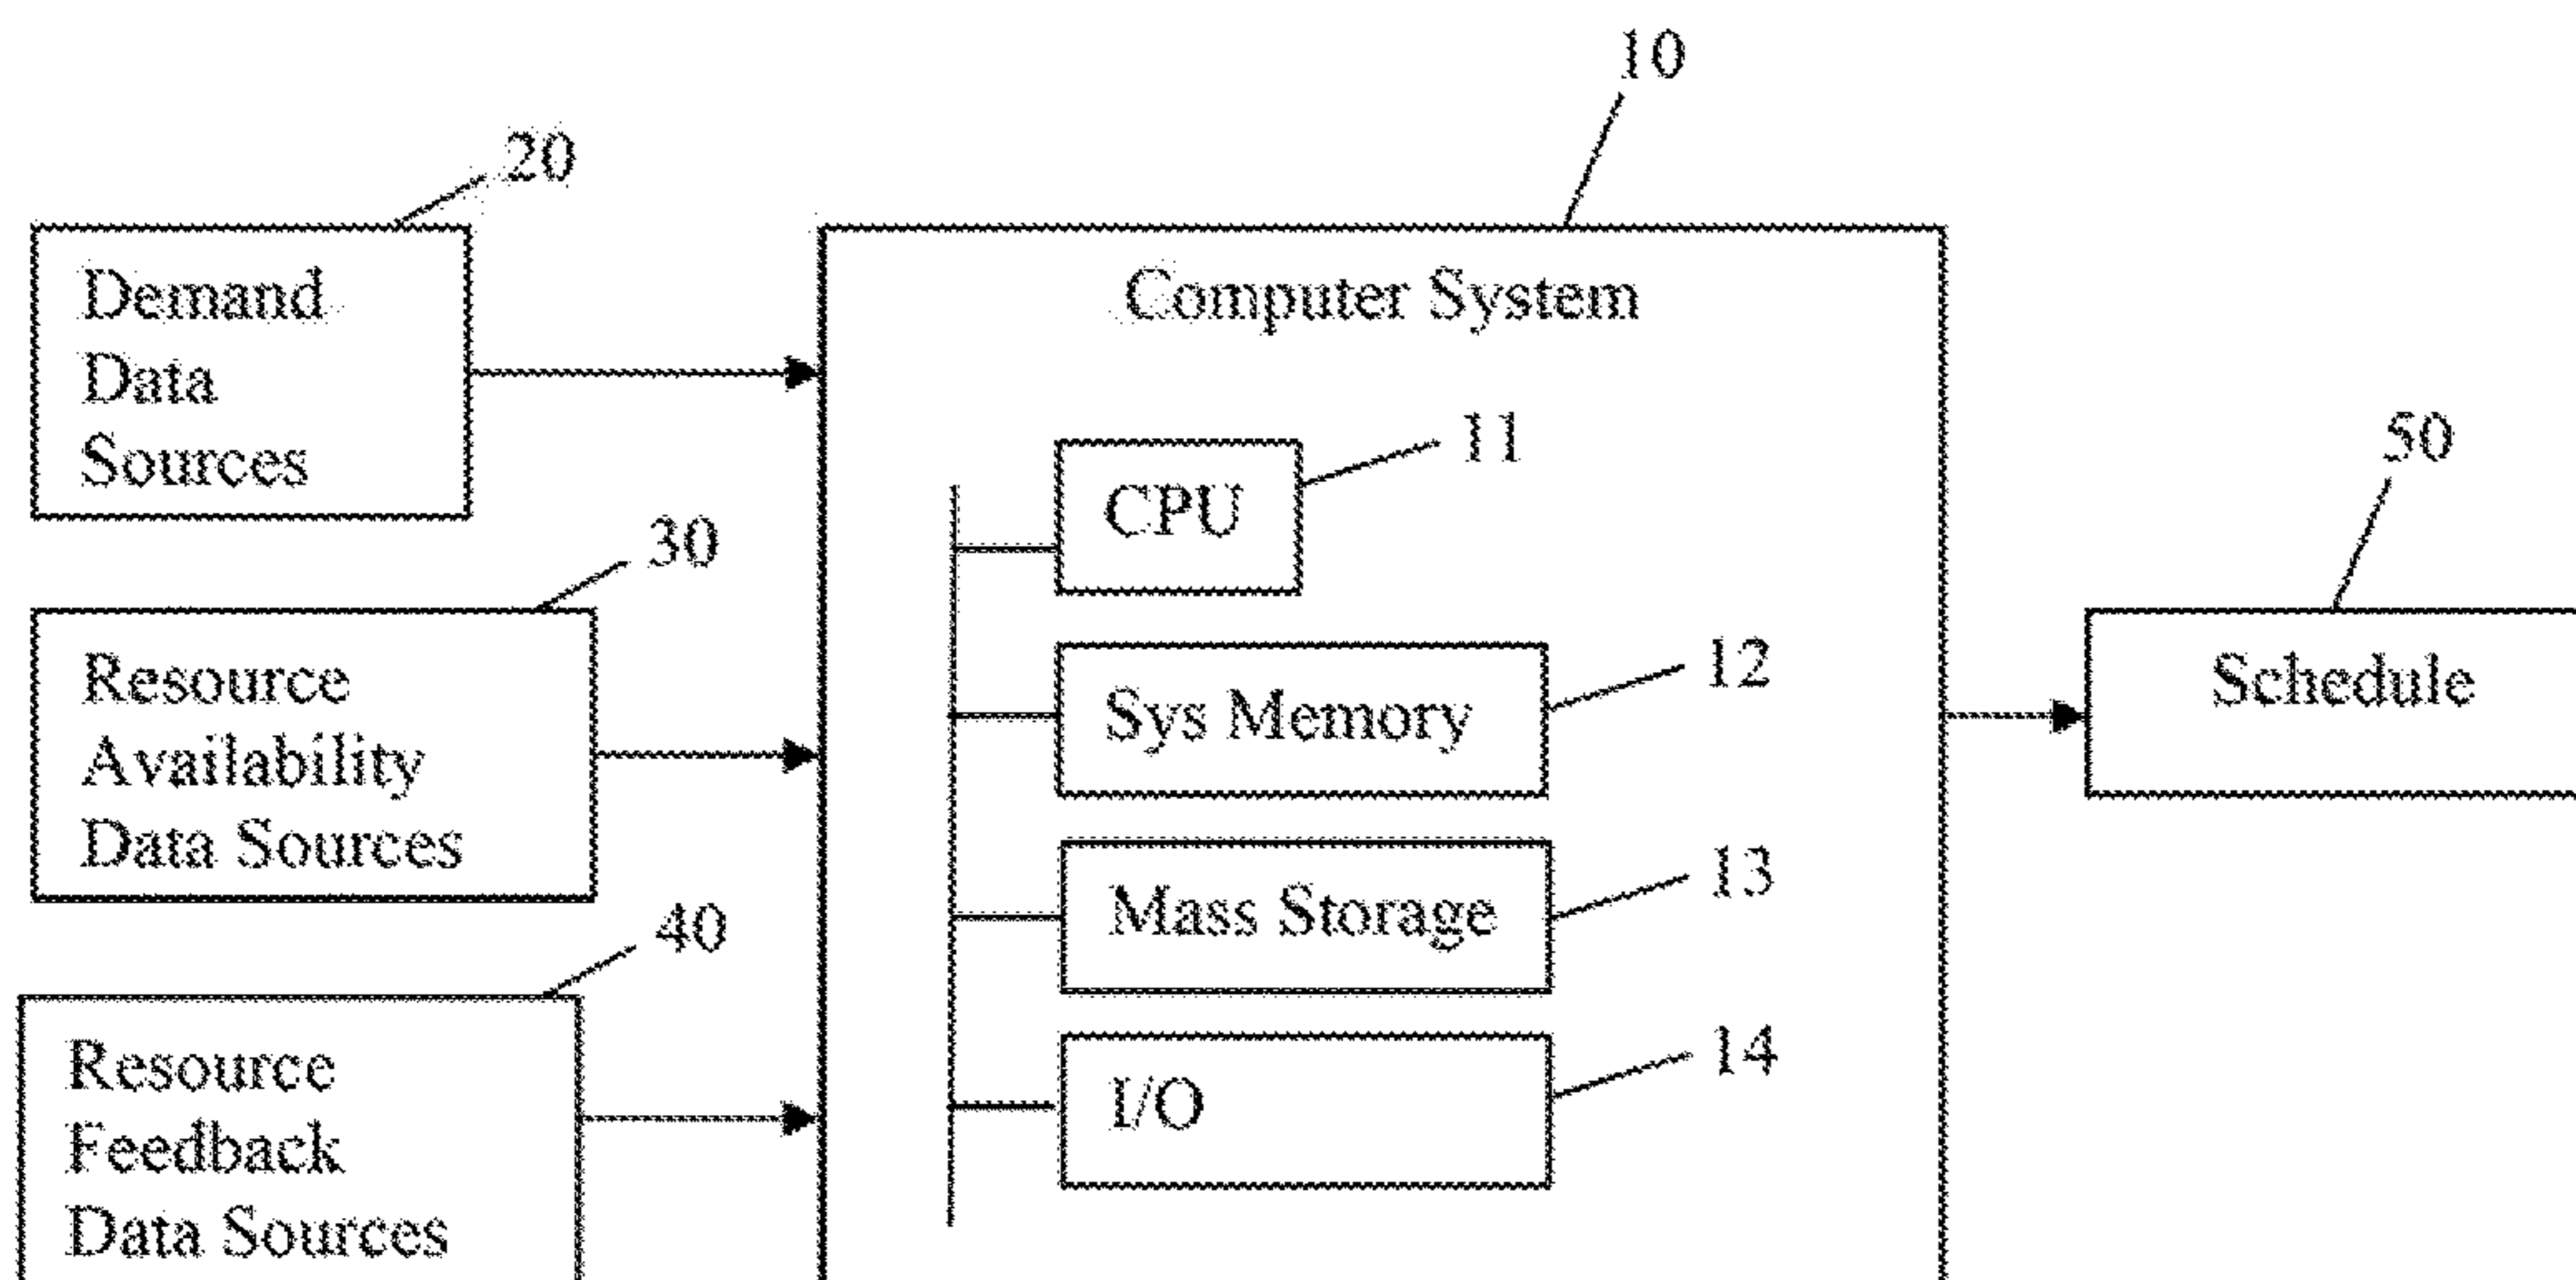 10
20
Demand
Data
Sources
Computer System
11
CPU
50
30
Resource
Availability
Data Sources
12
Sys Memory
Schedule
13
Mass Storage
40
Resource
Feedback
Data Sources
14
I/O